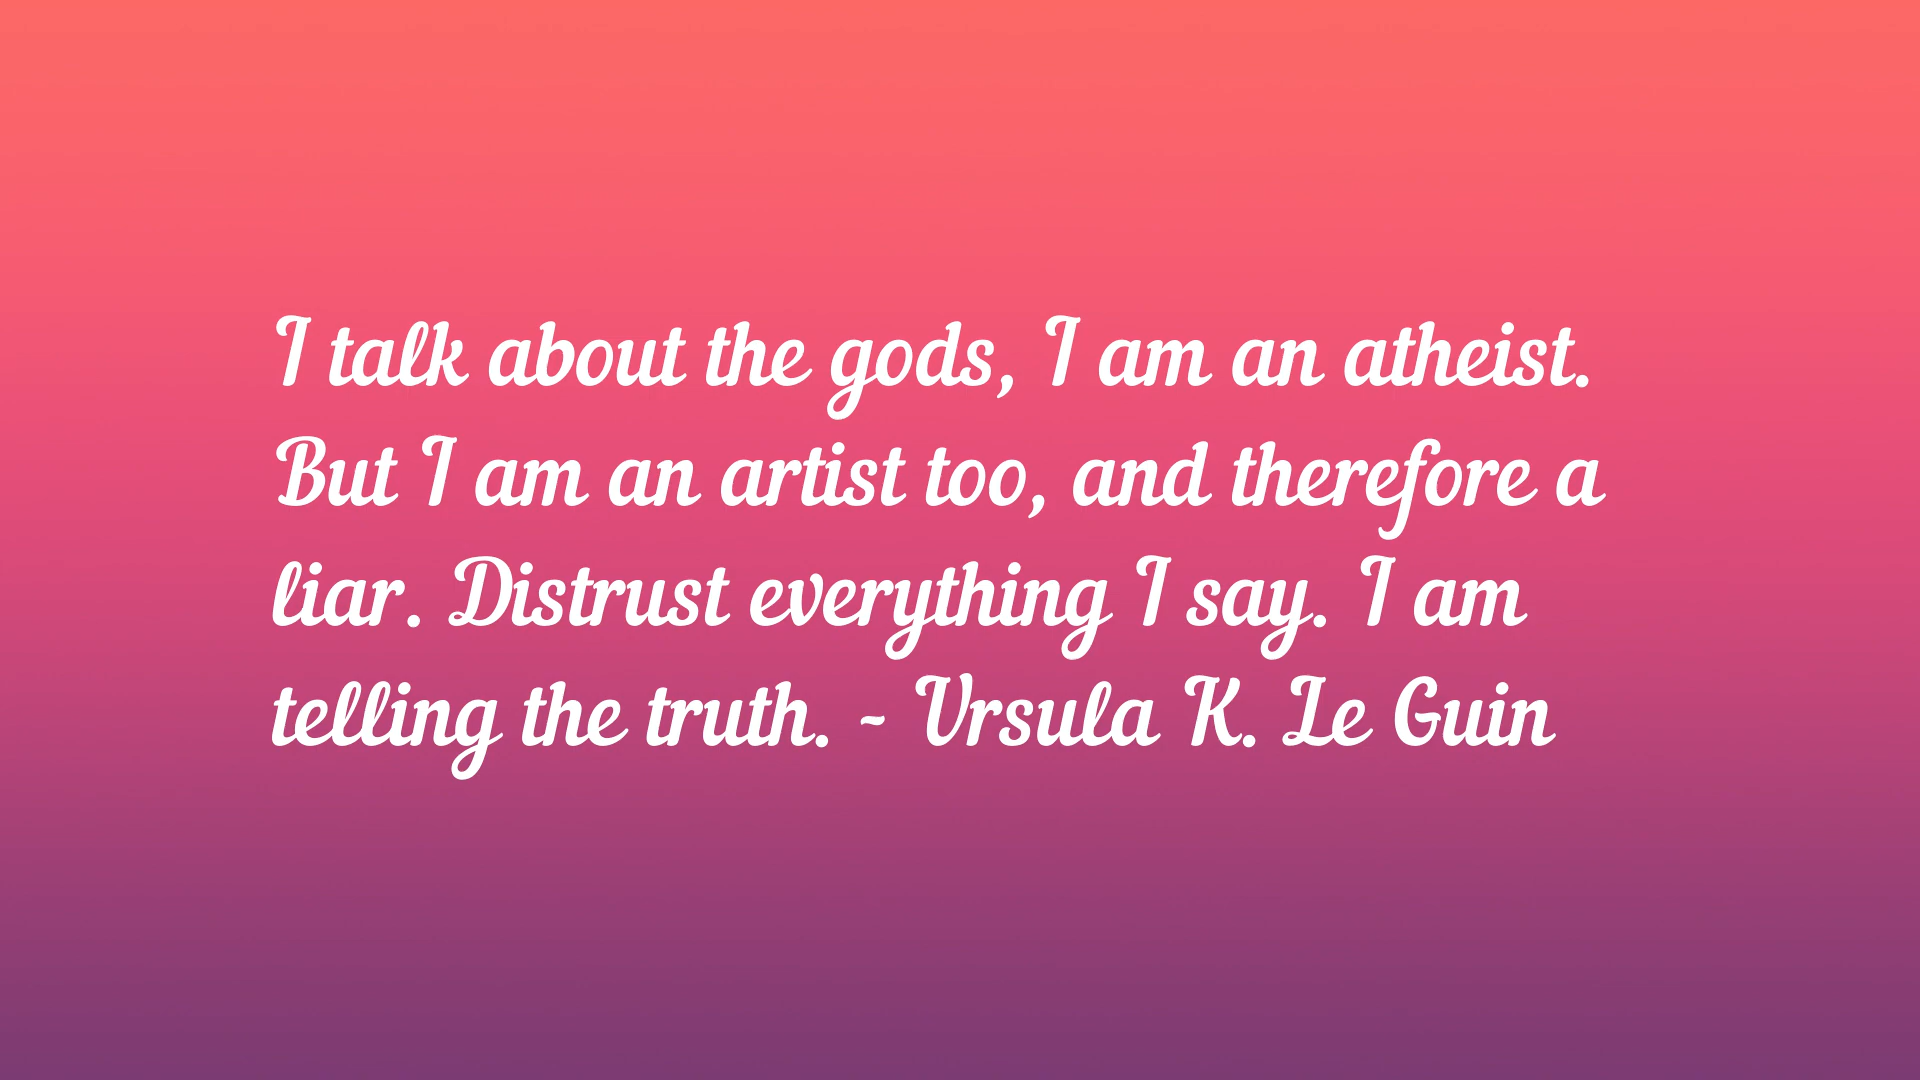 I talk about the gods, I am an atheist.
But I am an artist too, and therefore a
liar. Distrust everything I say. I am
telling the truth. ~ Ursula K. Le Guin